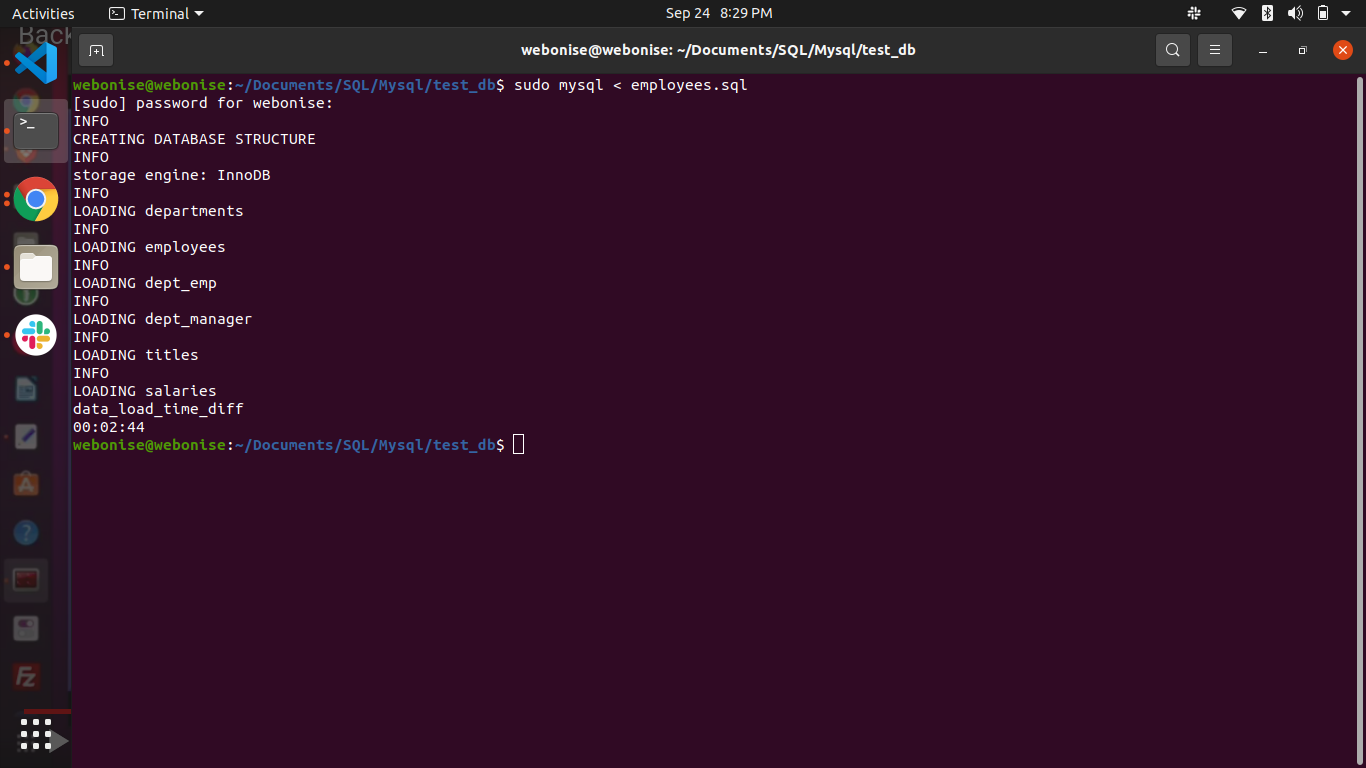 Activities Terminal Sep 24 8:29 PM
Back
webonise@webonise: ~/Documents/SQL/Mysql/test_db
webonise@webonise:~/Documents/SQL/Mysql/test_db$ sudo mysql < employees.sql
[sudo] password for webonise:
INFO
CREATING DATABASE STRUCTURE
INFO
storage engine: InnoDB
INFO
LOADING departments
INFO
LOADING employees
INFO
LOADING dept_emp
INFO
LOADING dept_manager
INFO
LOADING titles
INFO
LOADING salaries
data_load_time_diff
00:02:44
webonise@webonise:~/Documents/SQL/Mysql/test_db$
>_
?
Fz